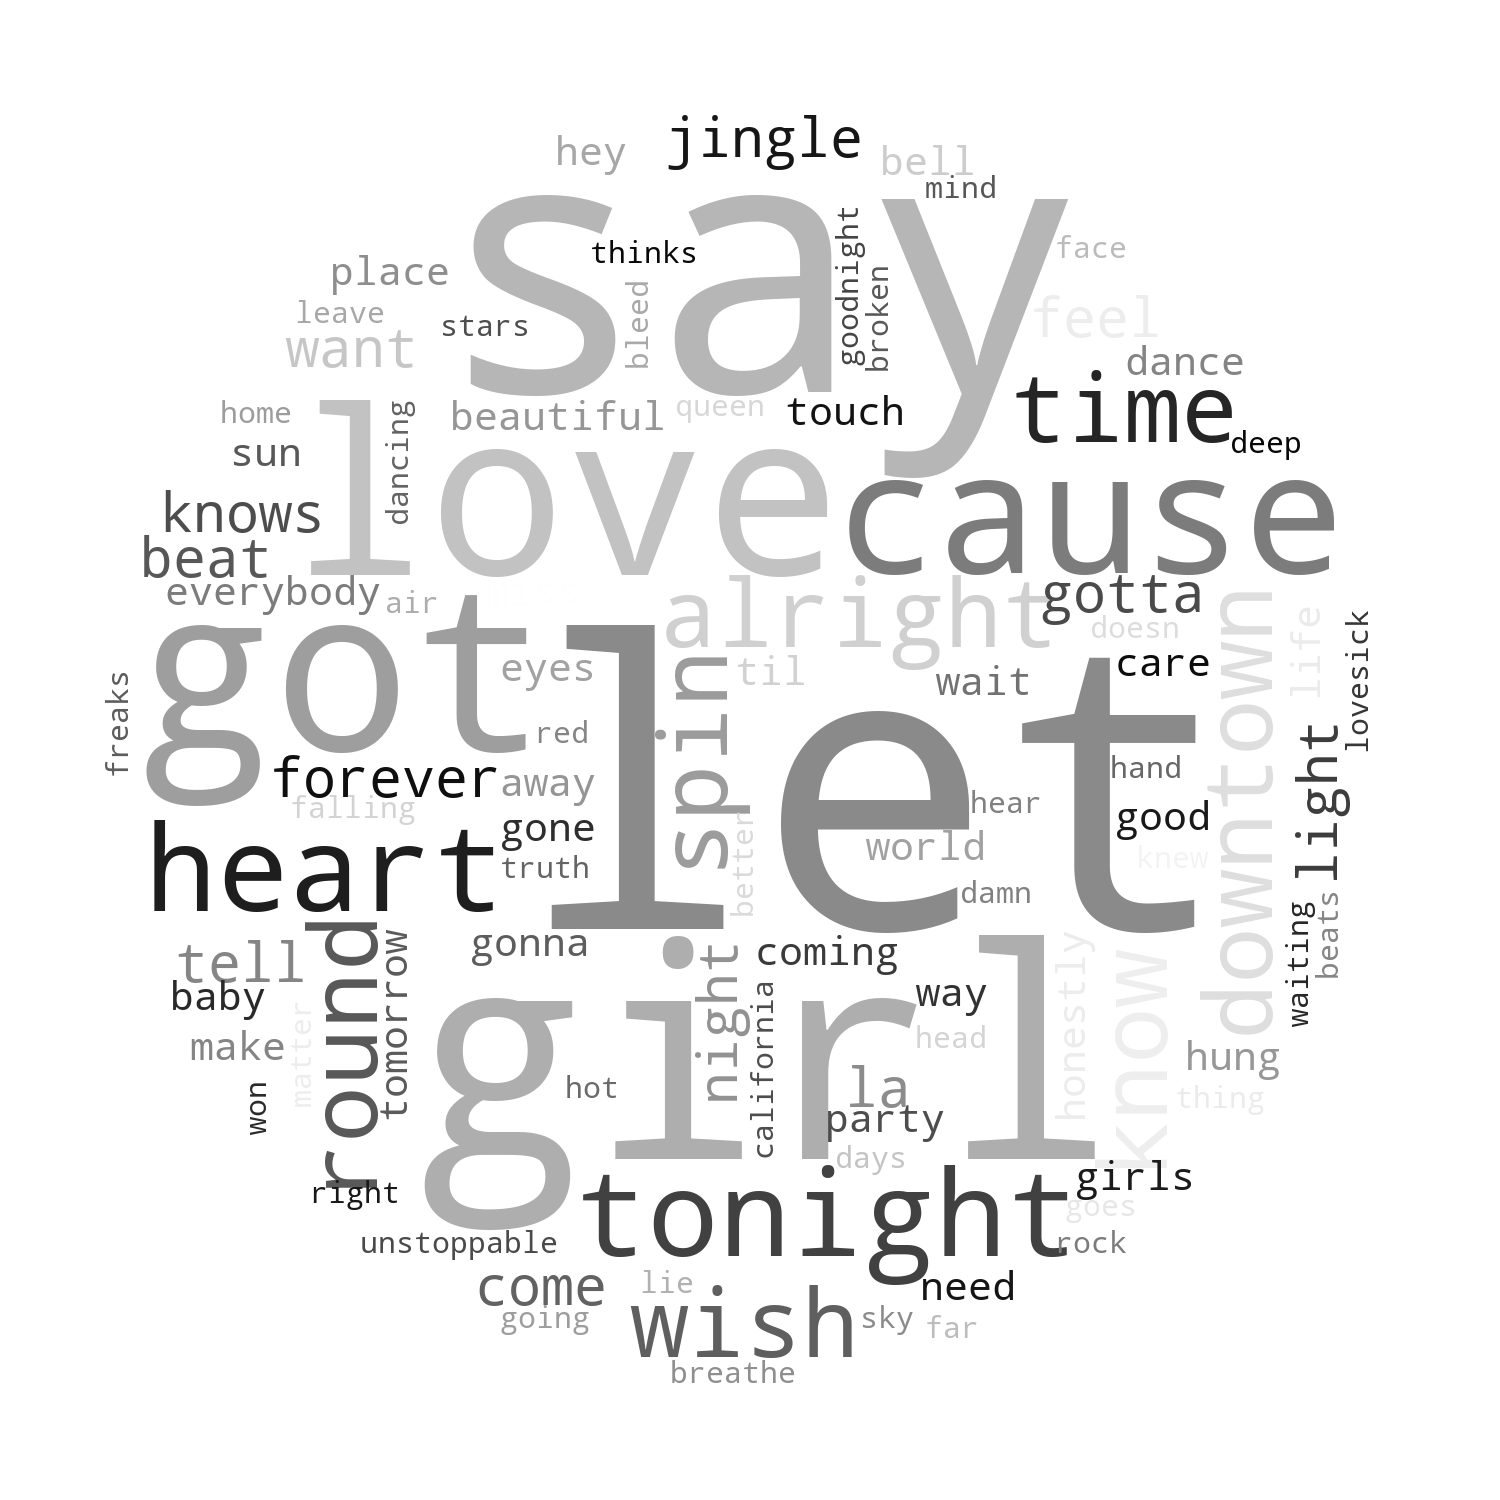 jingle
hey
bell
mind
say
goodnight
face
thinks
place
broken
bleed
leave
feel
stars
want
dance
time
beautiful
queen
touch
home
love
dancing
deep
sun
cause
knows
beat
everybody
air
alright
gotta
got
let
downtown
life
lovesick
doesn
eyes
spin
til
wait
care
freaks
red
light
forever
away
hand
falling
hear
good
gone
better
world
knew
heart
truth
damn
waiting
beats
round
tomorrow
gonna
girl
night
coming
honestly
know
tell
baby
california
way
make
matter
head
hung
won
hot
la
party
thing
days
right
tonight
girls
goes
unstoppable
rock
come
lie
wish
need
going
sky
far
breathe